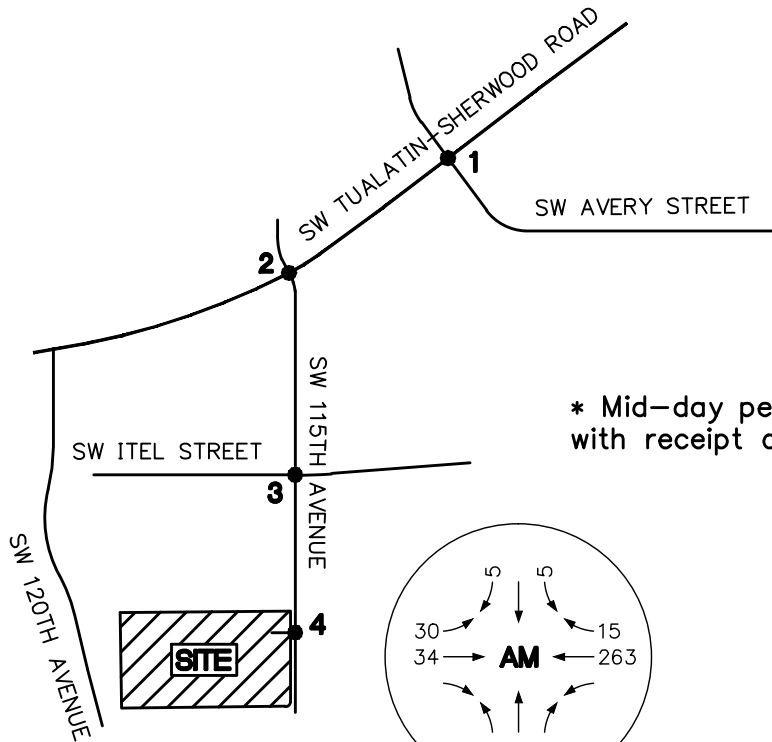 SW TUALATIN-SHERWOOD ROAD
1
SW AVERY STREET
2
SW 115TH AVENUE
* Mid-day
with receipt
SW ITEL STREET
3
SW 120TH AVENUE
4
SITE
5 5
30 15
34 AM 263